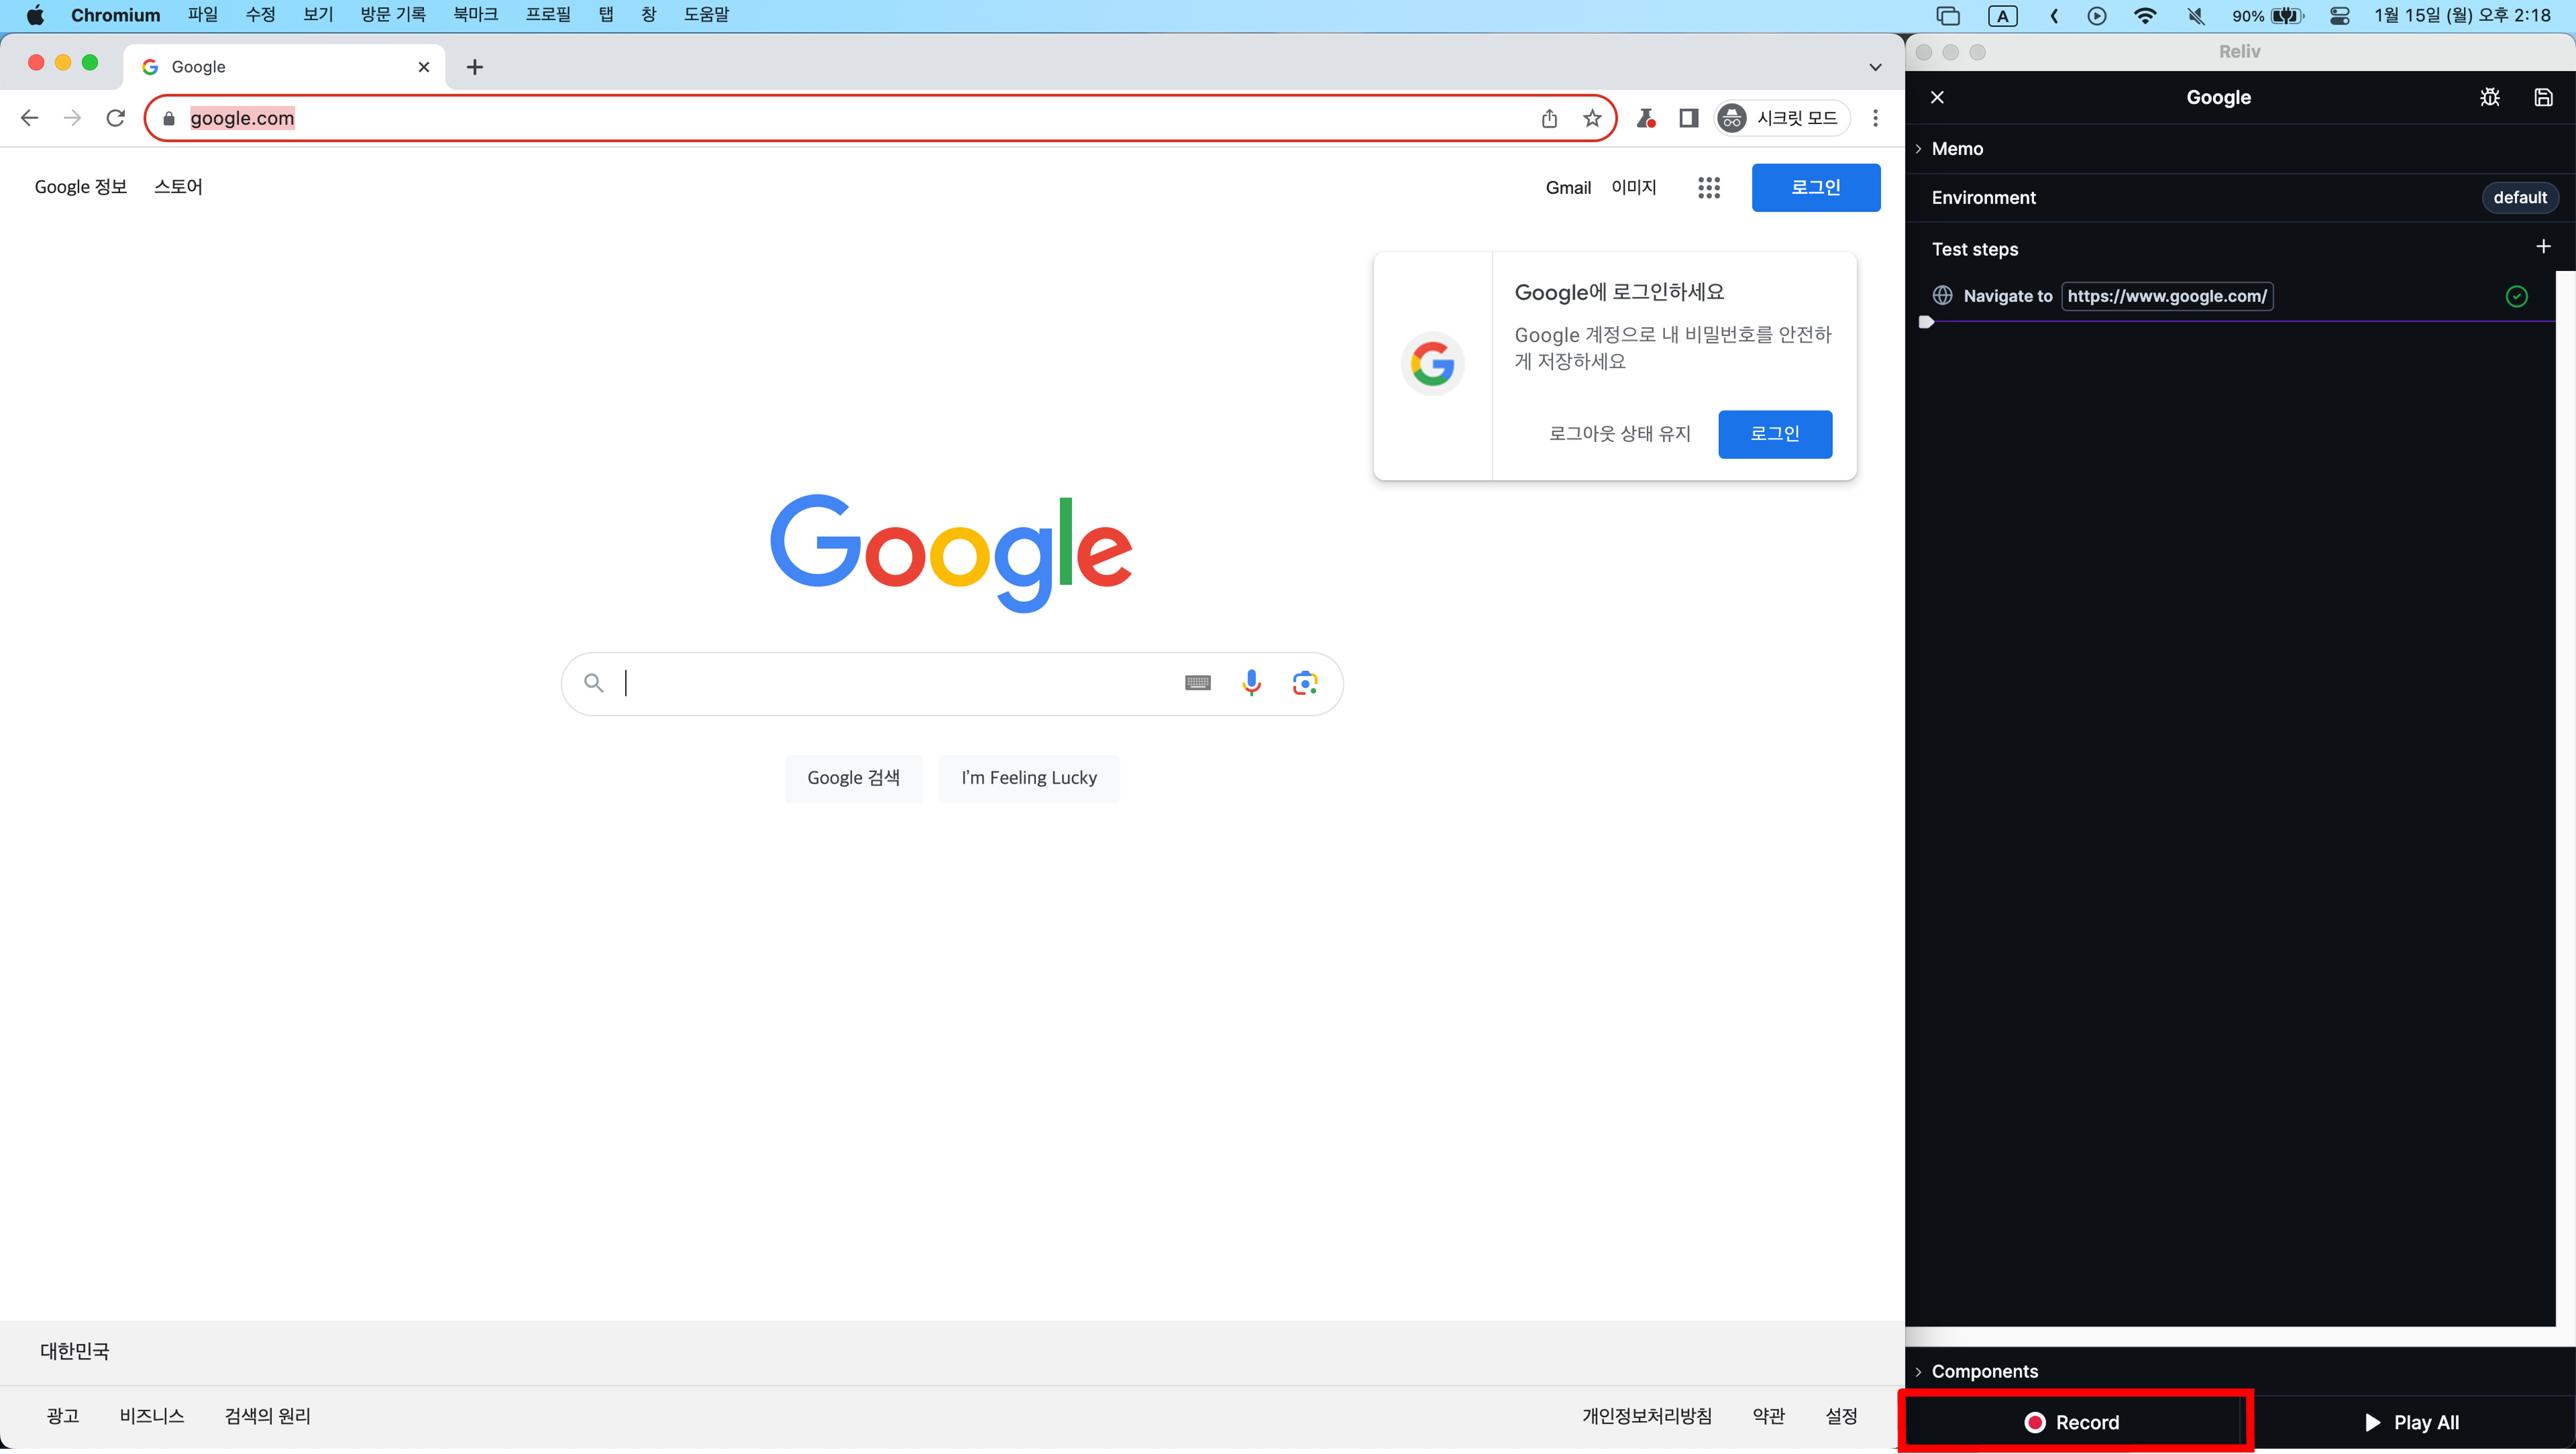 Chromium 파일 수정 보기 방문 기록 북마크 프로필 탭 창 도움말 A 90% 1월 15일 (월) 오후 2:18
Google
google.com
시크릿 모드
Google 정보 스토어
Gmail 이미지 로그인
Google에 로그인하세요
Google 계정으로 내 비밀번호를 안전하
게 저장하세요
로그아웃 상태 유지 로그인
Google
Google 검색 I'm Feeling Lucky
대한민국
광고 비즈니스 검색의 원리 개인정보처리방침 약관 설정
Reliv
Google
Memo
Environment default
Test steps
Navigate to https://www.google.com/
Components
Record Play All